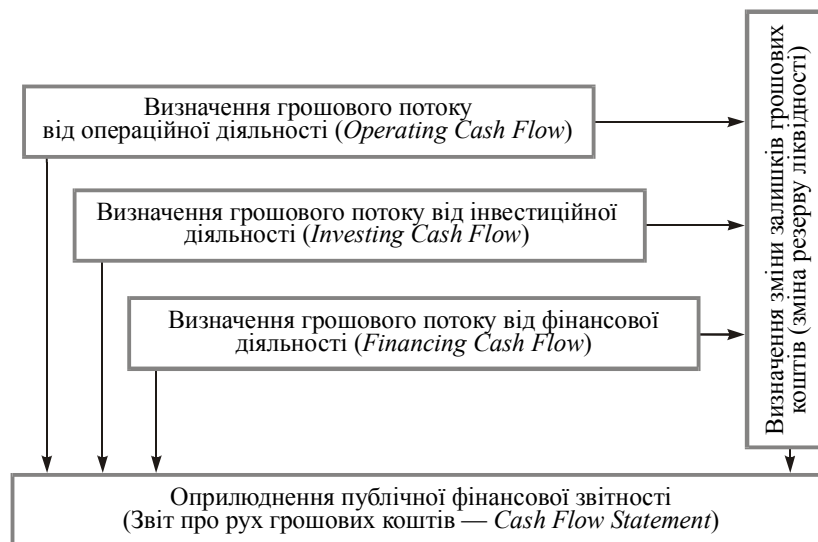 Визначення грошового потоку
від операційної діяльності (Operating Cash Flow)
Визначення грошового потоку від інвестиційної
діяльності (Investing Cash Flow)
Визначення грошового потоку від фінансової
діяльності (Financing Cash Flow)
Визначення зміни залишків грошових
коштів (зміна резерву ліквідності)
Оприлюднення публічної фінансової звітності
(Звіт про рух грошових коштів — Cash Flow Statement)